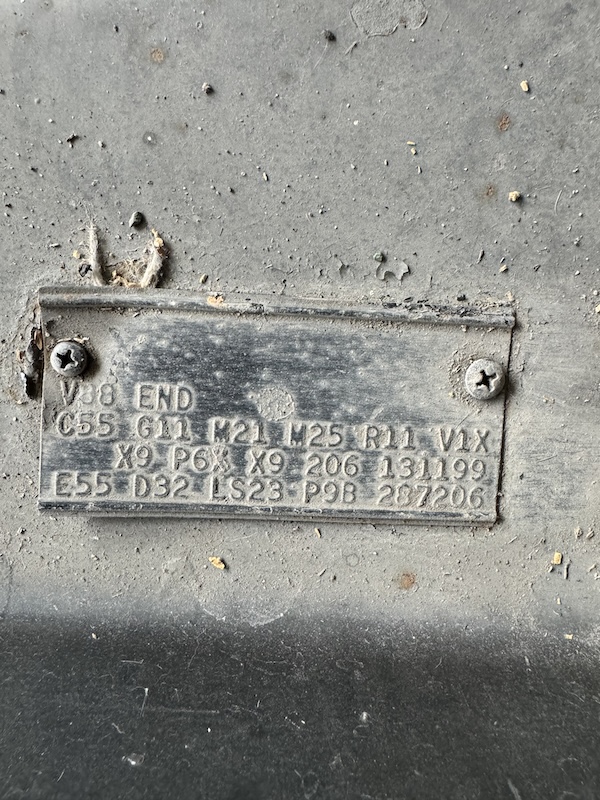 V88 END
C55 G11 M21 M25 R11 V1X
X9 P6X X9 206 131199
E55 D32 LS23 P9B 287206